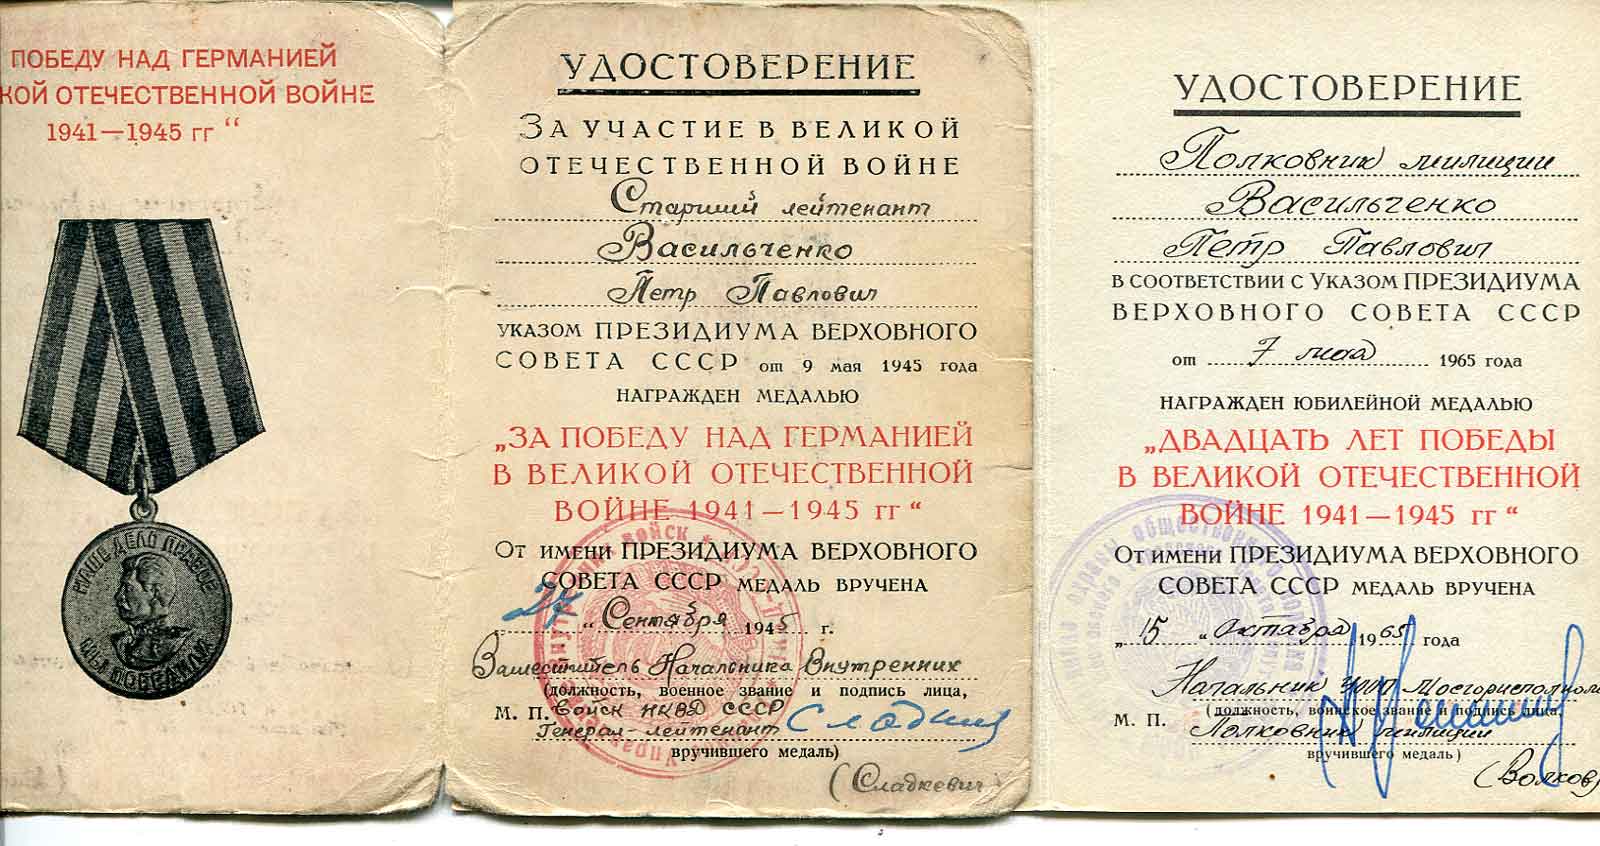 ПОБЕДУ НАД ГЕРМАНИЕЙ
КОЙ ОТЕЧЕСТВЕННОЙ ВОЙНЕ
1941—1945 гг“
НАШЕ ДЕЛО ПРАВОЕ
МЫ ПОБЕДИЛИ
УДОСТОВЕРЕНИЕ
ЗА УЧАСТИЕ В ВЕЛИКОЙ
ОТЕЧЕСТВЕННОЙ ВОЙНЕ
Старший лейтенант
Васильченко
Петр Павлович
УКАЗОМ ПРЕЗИДИУМА ВЕРХОВНОГО
СОВЕТА СССР от 9 мая 1945 года
НАГРАЖДЕН МЕДАЛЬЮ
„ЗА ПОБЕДУ НАД ГЕРМАНИЕЙ
В ВЕЛИКОЙ ОТЕЧЕСТВЕННОЙ
ВОЙНЕ 1941—1945 гг“
От имени ПРЕЗИДИУМА ВЕРХОВНОГО
СОВЕТА СССР МЕДАЛЬ ВРУЧЕНА
27 “ Сентября 1945 г.
Заместитель Начальника Внутренних
(должность, военное звание и подпись лица,
М. П. Войск НКВД СССР
Генерал-лейтенант Сладкев
вручившего медаль)
(Сладкевич)
УДОСТОВЕРЕНИЕ
Полковник милиции
Васильченко
Петр Павлович
В СООТВЕТСТВИИ С УКАЗОМ ПРЕЗИДИУМА
ВЕРХОВНОГО СОВЕТА СССР
от 7 мая 1965 года
НАГРАЖДЕН ЮБИЛЕЙНОЙ МЕДАЛЬЮ
„ДВАДЦАТЬ ЛЕТ ПОБЕДЫ
В ВЕЛИКОЙ ОТЕЧЕСТВЕННОЙ
ВОЙНЕ 1941—1945 гг“
От имени ПРЕЗИДИУМА ВЕРХОВНОГО
СОВЕТА СССР МЕДАЛЬ ВРУЧЕНА
„15 “ октября 1965 года
Начальник УООП Мосгорисполко
(должность, воинское звание и подпись лица,
М. П. Полковник милиции
вручившего медаль)
(Волков